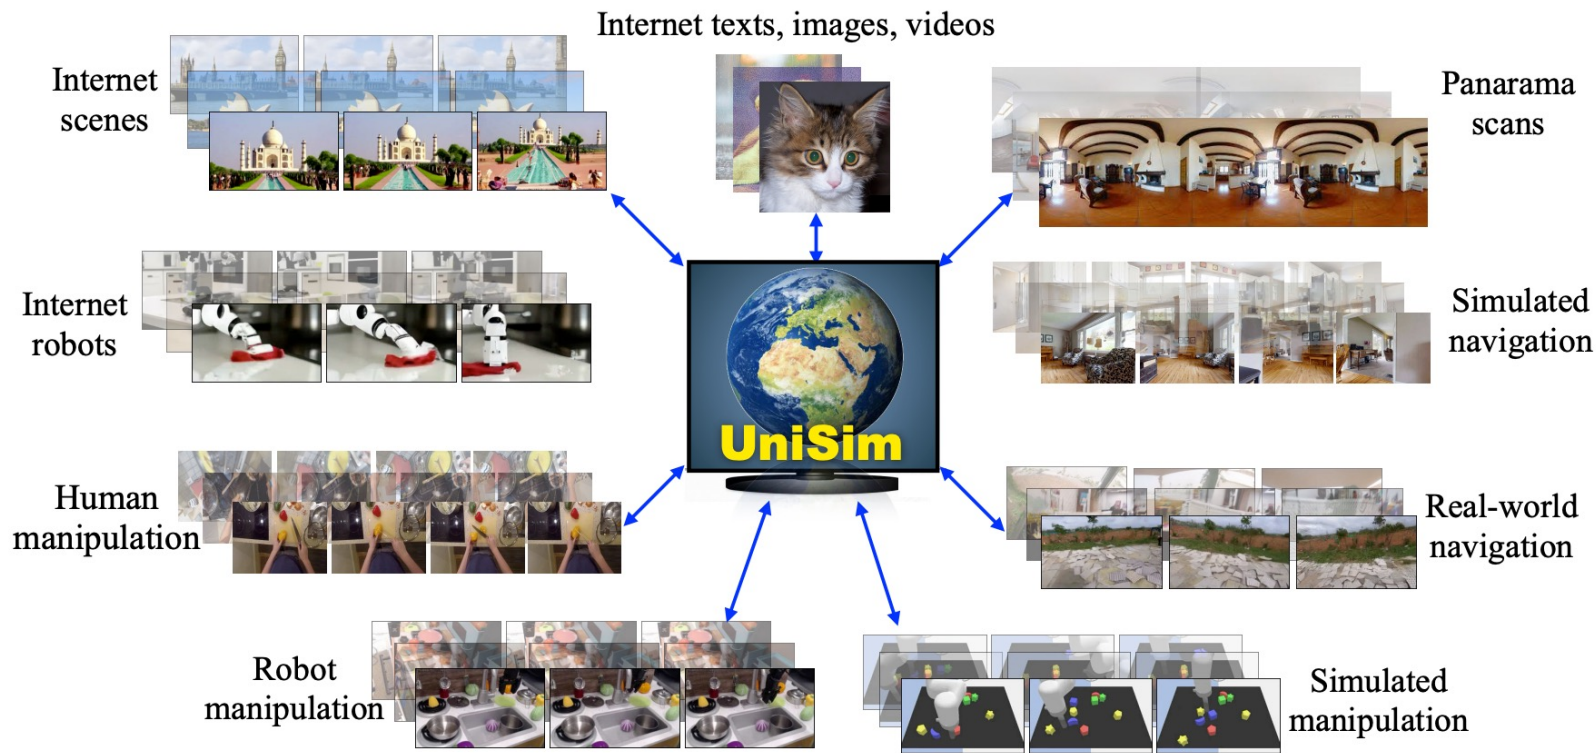 Internet texts, images, videos
Internet
scenes
Panarama
scans
Internet
robots
Simulated
navigation
UniSim
Human
manipulation
Real-world
navigation
Robot
manipulation
Simulated
manipulation